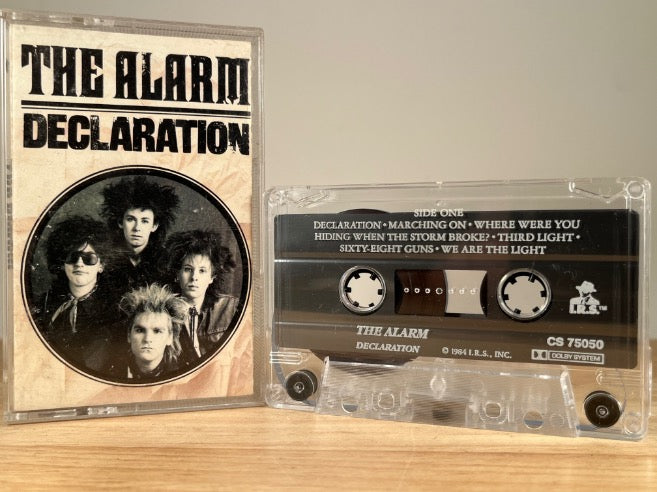 THE ALARM
DECLARATION
SIDE ONE
DECLARATION • MARCHING ON • WHERE WERE YOU
HIDING WHEN THE STORM BROKE? • THIRD LIGHT •
SIXTY-EIGHT GUNS • WE ARE THE LIGHT
I.R.S.™
THE ALARM
DECLARATION
© 1984 I.R.S., INC.
CS 75050
DOLBY SYSTEM